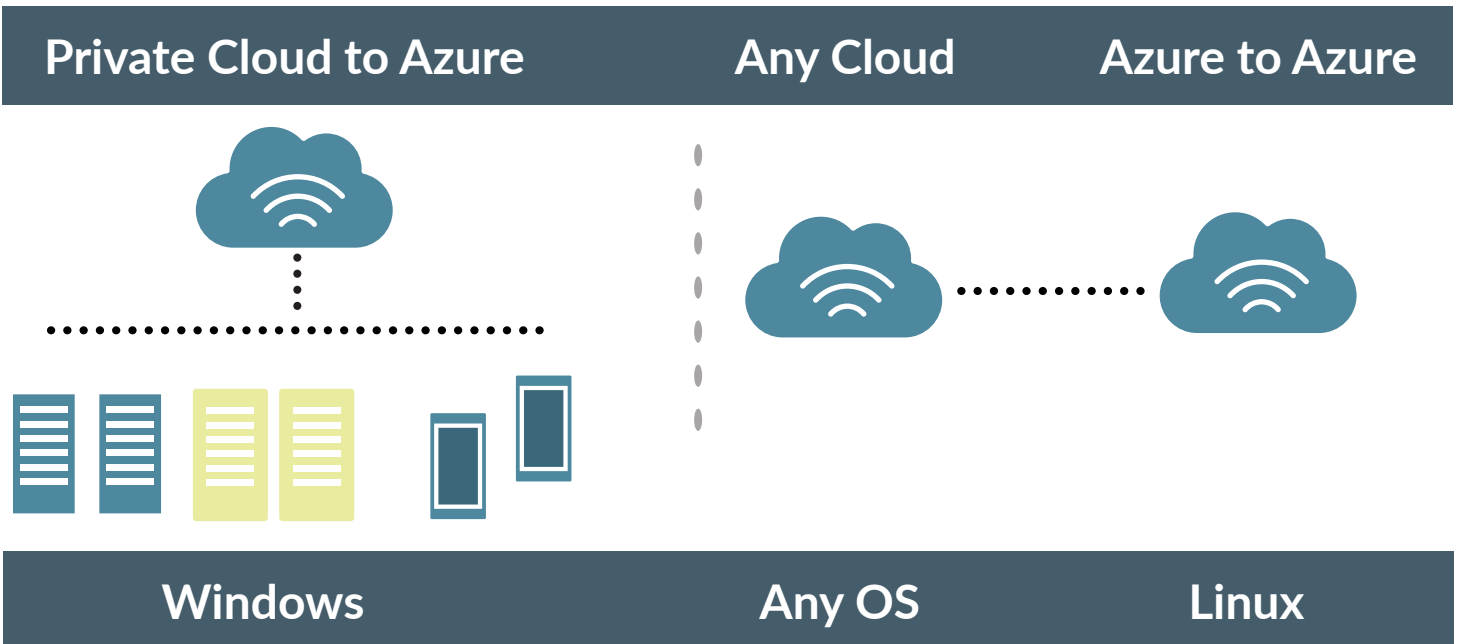 Private Cloud to Azure
Any Cloud
Azure to Azure
Windows
Any OS
Linux